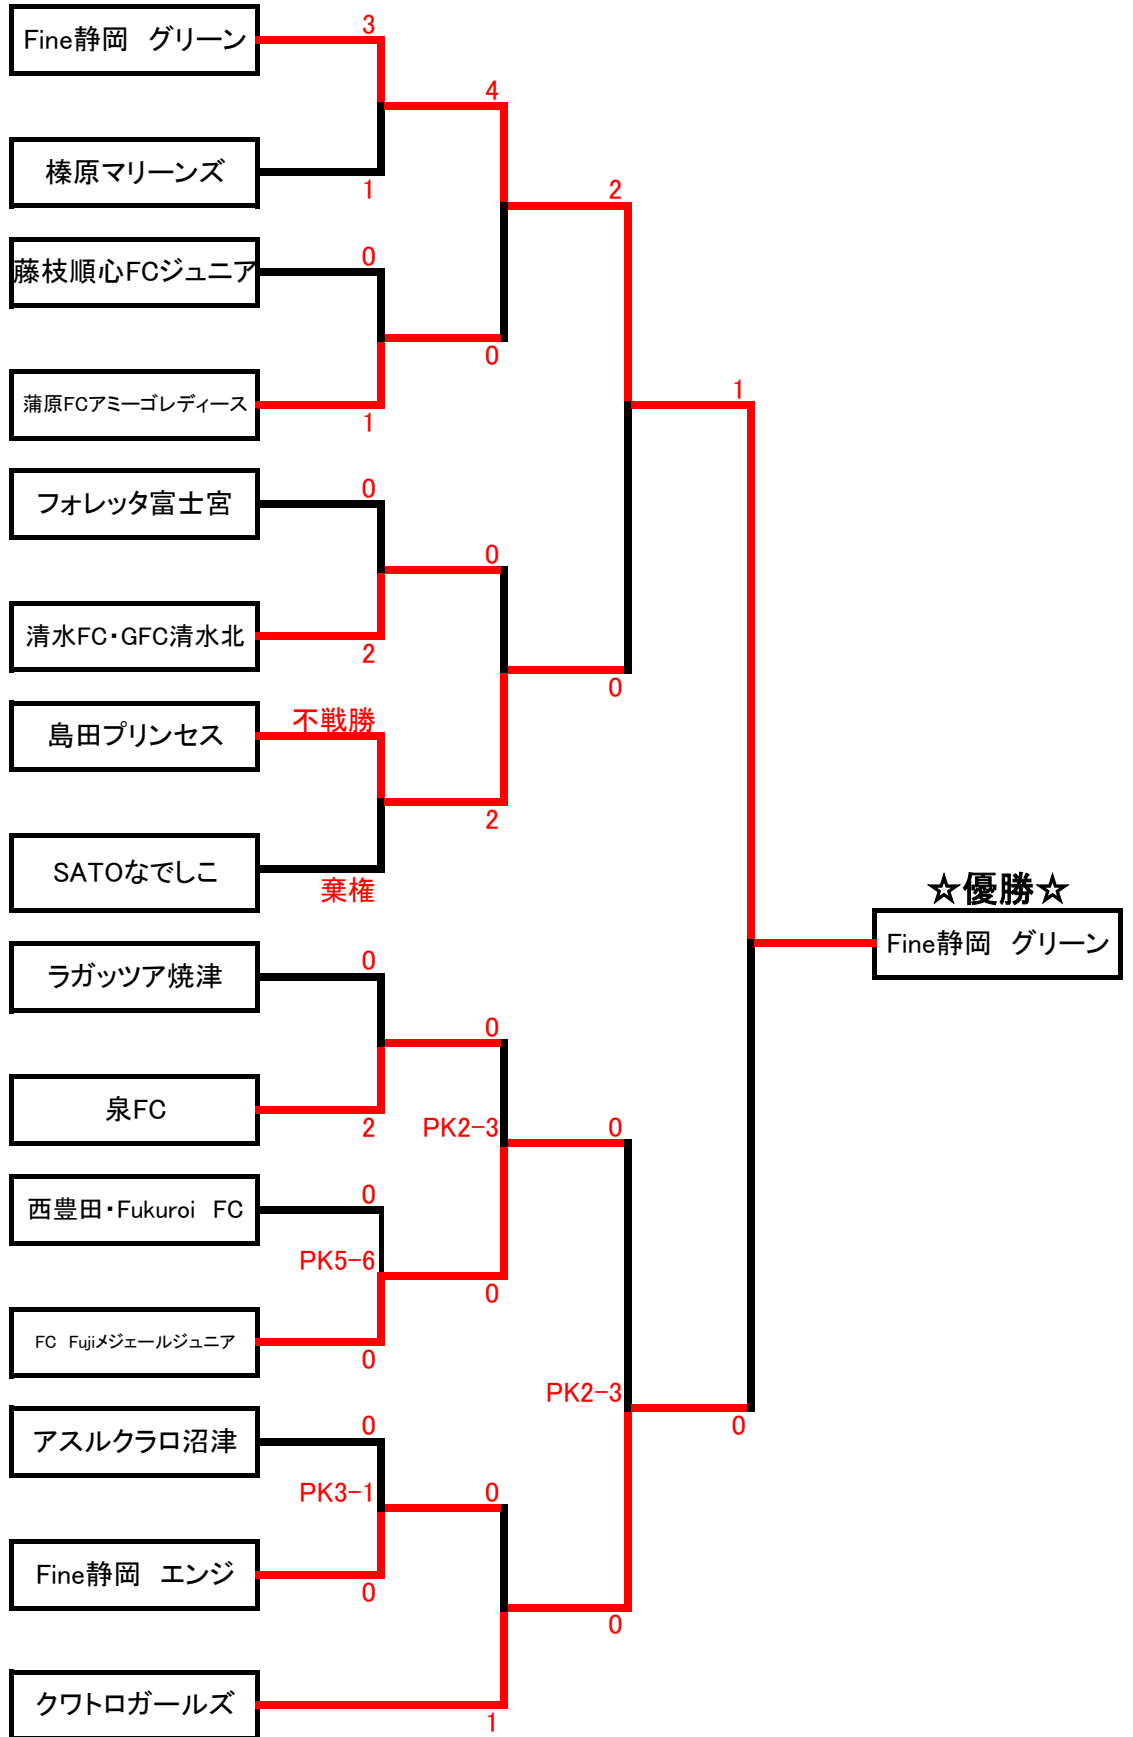 Fine静岡　グリーン
3
4
榛原マリーンズ
1
2
藤枝順心FCジュニア
0
0
蒲原FCアミーゴレディース
1
1
フォレッタ富士宮
0
0
清水FC・GFC清水北
2
0
島田プリンセス
不戦勝
2
SATOなでしこ
棄権
☆優勝☆
Fine静岡　グリーン
ラガッツア焼津
0
0
泉FC
2
PK2-3
0
西豊田・Fukuroi　FC
0
PK5-6
0
FC　Fujiメジェールジュニア
0
PK2-3
0
アスルクラロ沼津
0
PK3-1
0
Fine静岡　エンジ
0
0
クワトロガールズ
1